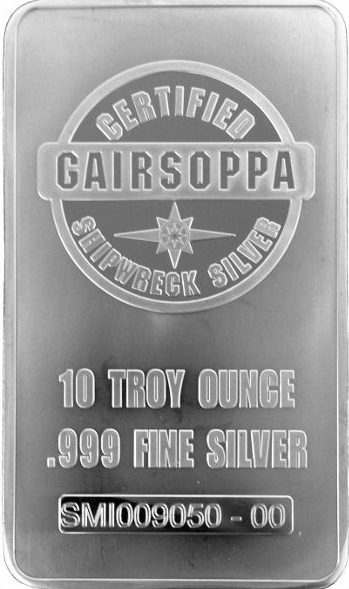 CERTIFIED
GAIRSOPPA
SHIPWRECK SILVER
10 TROY OUNCE
.999 FINE SILVER
SMI009050 - 00